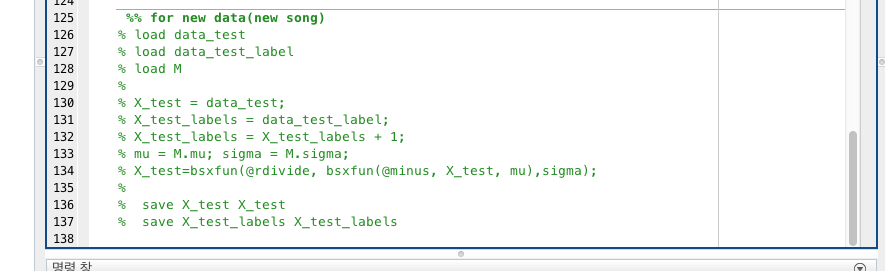 124
125 %% for new data(new song)
126 % load data_test
127 % load data_test_label
128 % load M
129 %
130 % X_test = data_test;
131 % X_test_labels = data_test_label;
132 % X_test_labels = X_test_labels + 1;
133 % mu = M.mu; sigma = M.sigma;
134 % X_test=bsxfun(@rdivide, bsxfun(@minus, X_test, mu),sigma);
135 %
136 %  save X_test X_test
137 %  save X_test_labels X_test_labels
138
명령 창